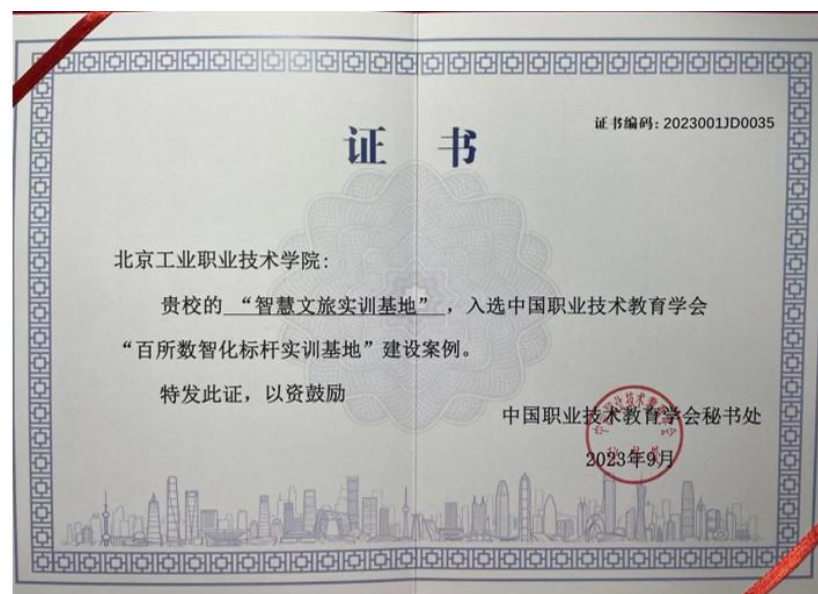 证书编码: 2023001JD0035
证 书
北京工业职业技术学院:
贵校的 “智慧文旅实训基地” ，入选中国职业技术教育学会
“百所数智化标杆实训基地”建设案例。
特发此证，以资鼓励
中国职业技术教育学会秘书处
2023年9月